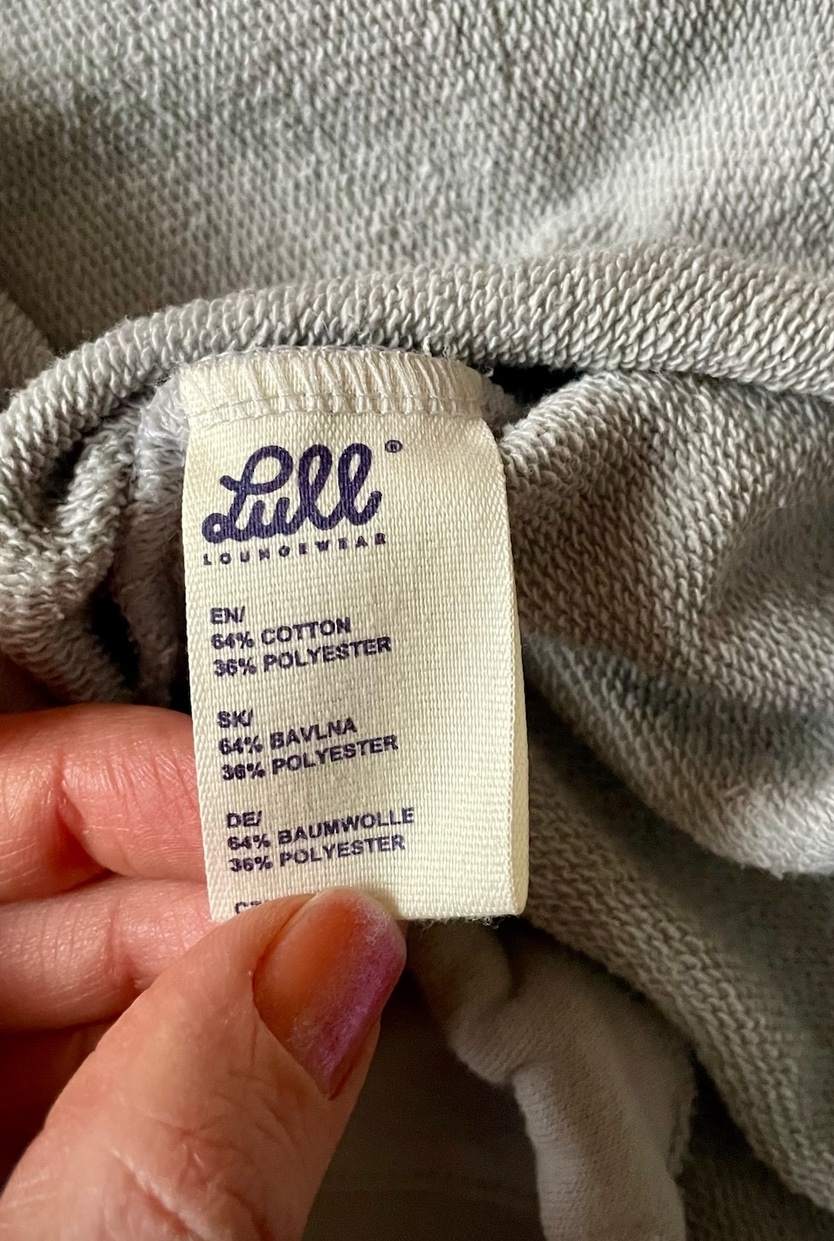 Lull®
LOUNGEWEAR
EN/
64% COTTON
36% POLYESTER
SK/
64% BAVLNA
36% POLYESTER
DE/
64% BAUMWOLLE
36% POLYESTER